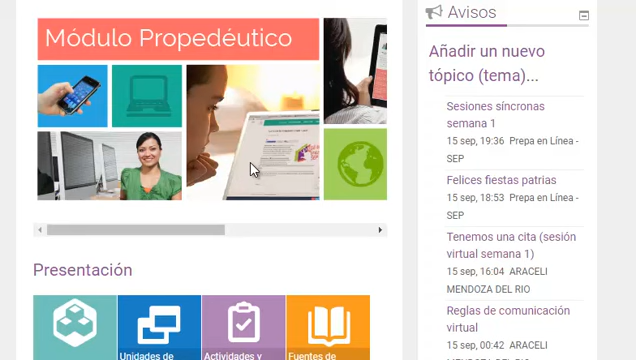 Módulo Propedéutico
Presentación
Unidades de
Actividades y
Fuentes de
Avisos
Añadir un nuevo
tópico (tema)...
Sesiones síncronas
semana 1
15 sep, 19:36 Prepa en Línea -
SEP
Felices fiestas patrias
15 sep, 18:53 Prepa en Línea -
SEP
Tenemos una cita (sesión
virtual semana 1)
15 sep, 16:04 ARACELI
MENDOZA DEL RIO
Reglas de comunicación
virtual
15 sep, 00:42 ARACELI
MENDOZA DEL RIO